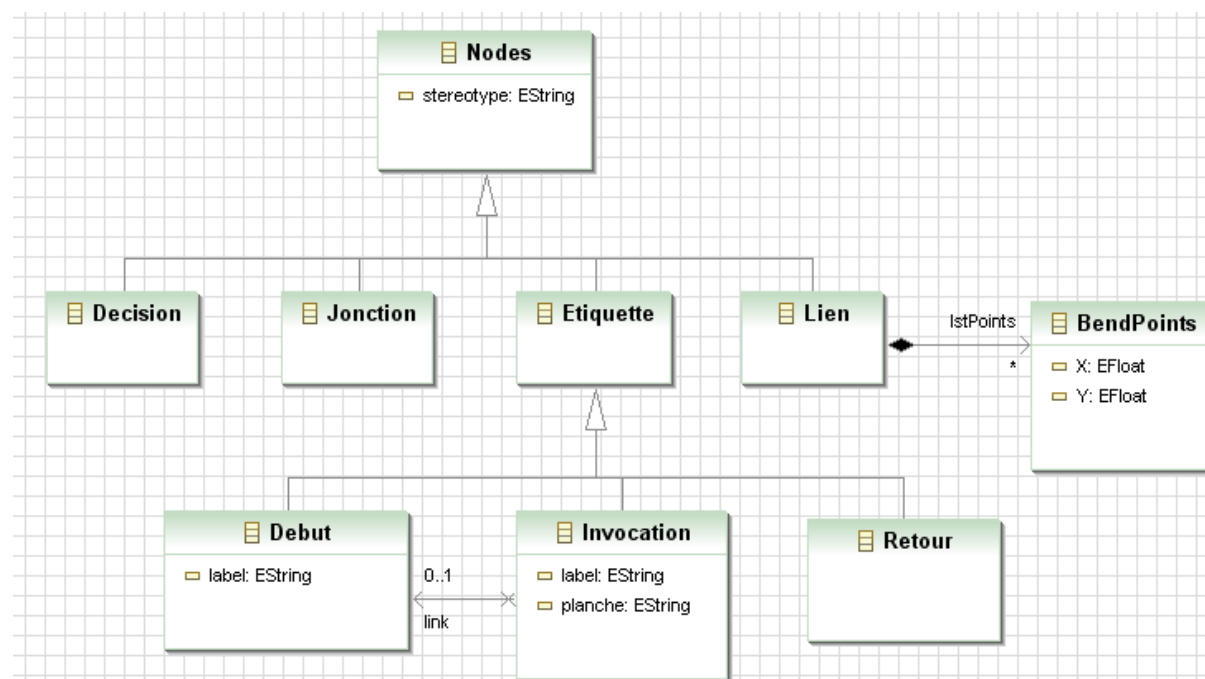 Nodes
stereotype: EString
Decision
Jonction
Etiquette
Lien
lstPoints
*
BendPoints
X: EFloat
Y: EFloat
Debut
label: EString
0..1
link
Invocation
label: EString
planche: EString
Retour